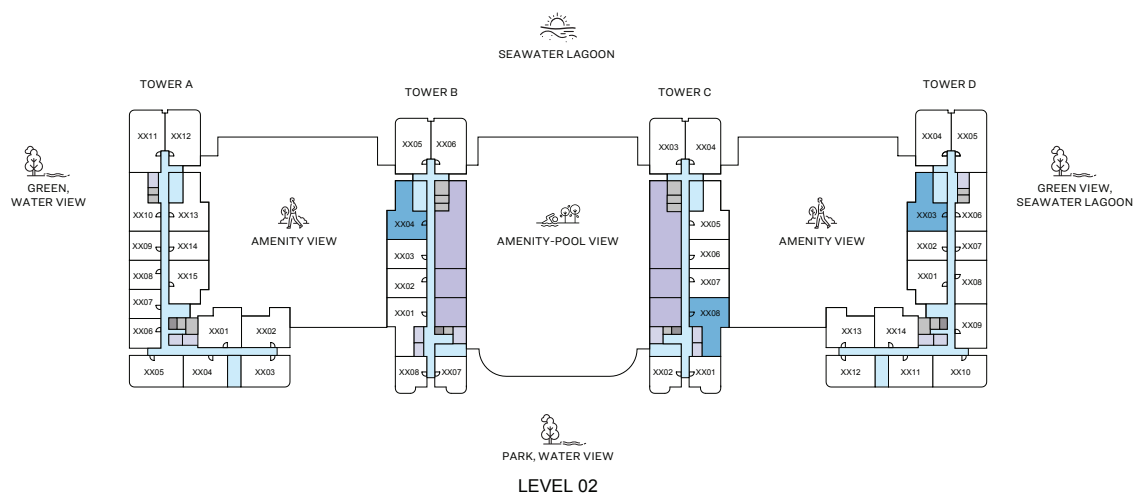 SEAWATER LAGOON
TOWER A
TOWER B
TOWER C
TOWER D
XX11
XX12
XX05
XX06
XX03
XX04
XX04
XX05
GREEN,
WATER VIEW
GREEN VIEW,
SEAWATER LAGOON
XX10
XX13
XX04
XX05
XX03
XX06
AMENITY VIEW
AMENITY-POOL VIEW
AMENITY VIEW
XX09
XX14
XX03
XX06
XX02
XX07
XX08
XX15
XX02
XX07
XX01
XX08
XX07
XX01
XX08
XX06
XX01
XX02
XX13
XX14
XX09
XX05
XX04
XX03
XX08
XX07
XX02
XX01
XX12
XX11
XX10
PARK, WATER VIEW
LEVEL 02